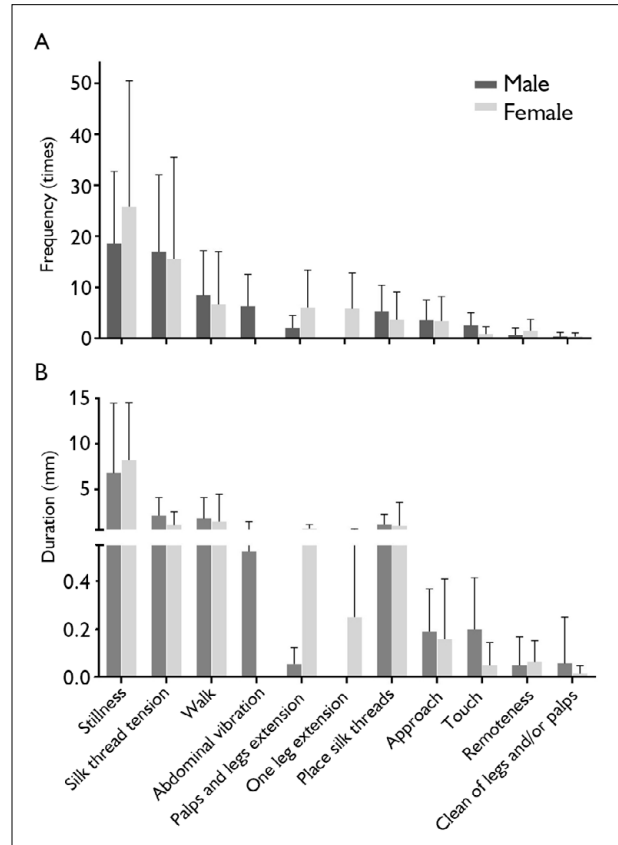 A
Male
Female
Frequency (times)
50
40
30
20
10
0
B
Duration (mm)
15
10
5
0.4
0.2
0.0
Stillness
Silk thread tension
Walk
Abdominal vibration
Palps and legs extension
One leg extension
Place silk threads
Approach
Touch
Remoteness
Clean of legs and/or palps